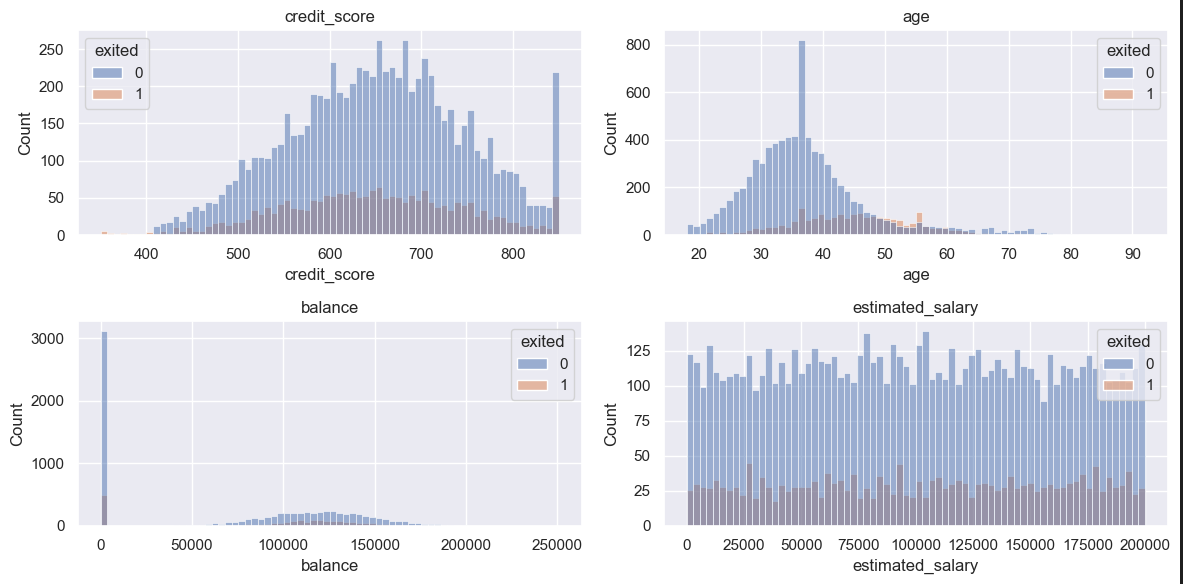 credit_score
250
200
150
100
50
0
Count
exited
0
1
400 500 600 700 800
credit_score
age
800
600
400
200
0
Count
exited
0
1
20 30 40 50 60 70 80 90
age
balance
3000
2000
1000
0
Count
exited
0
1
0 50000 100000 150000 200000 250000
balance
estimated_salary
125
100
75
50
25
0
Count
exited
0
1
0 25000 50000 75000 100000 125000 150000 175000 200000
estimated_salary